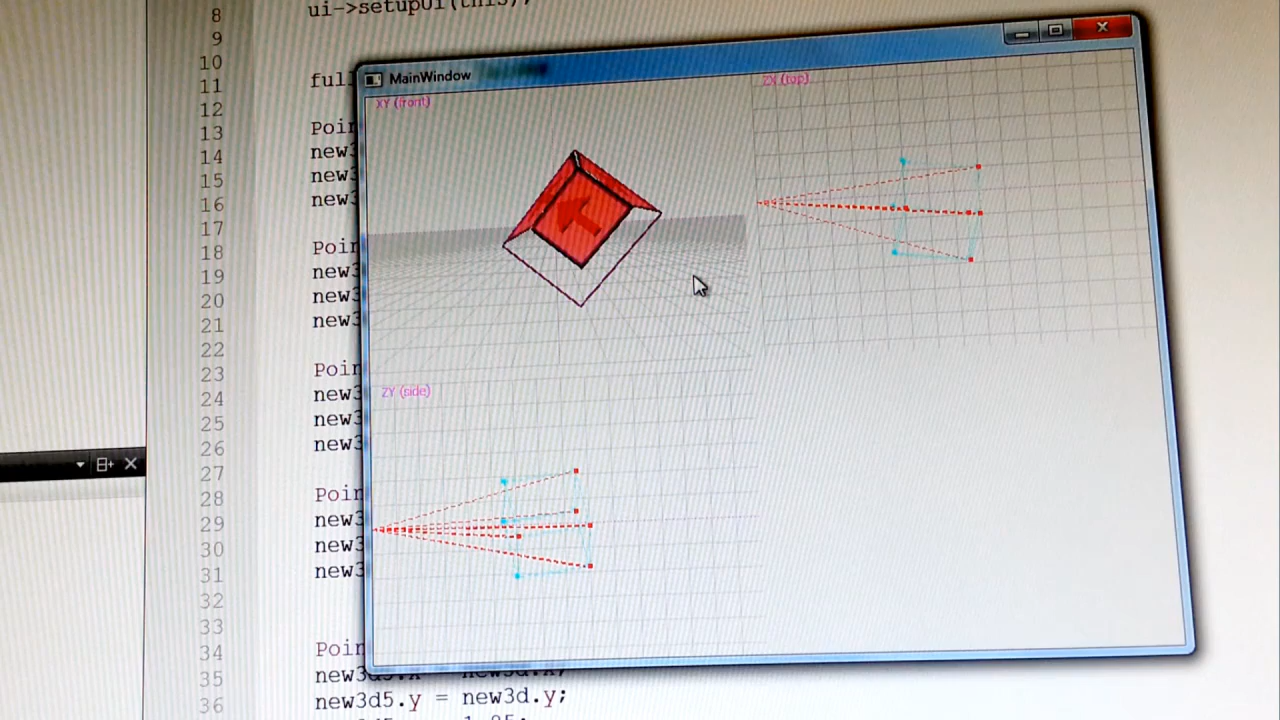 8 ui->setupUi(this);
9
10
11 full
12
13 Poin
14 new3
15 new3
16 new3
17
18 Poin
19 new3
20 new3
21 new3
22
23 Poin
24 new3
25 new3
26 new3
27
28 Poin
29 new3
30 new3
31 new3
32
33
34 Poin
35
36 new3d5.y = new3d.y;
MainWindow
XY (front)
ZX (top)
ZY (side)